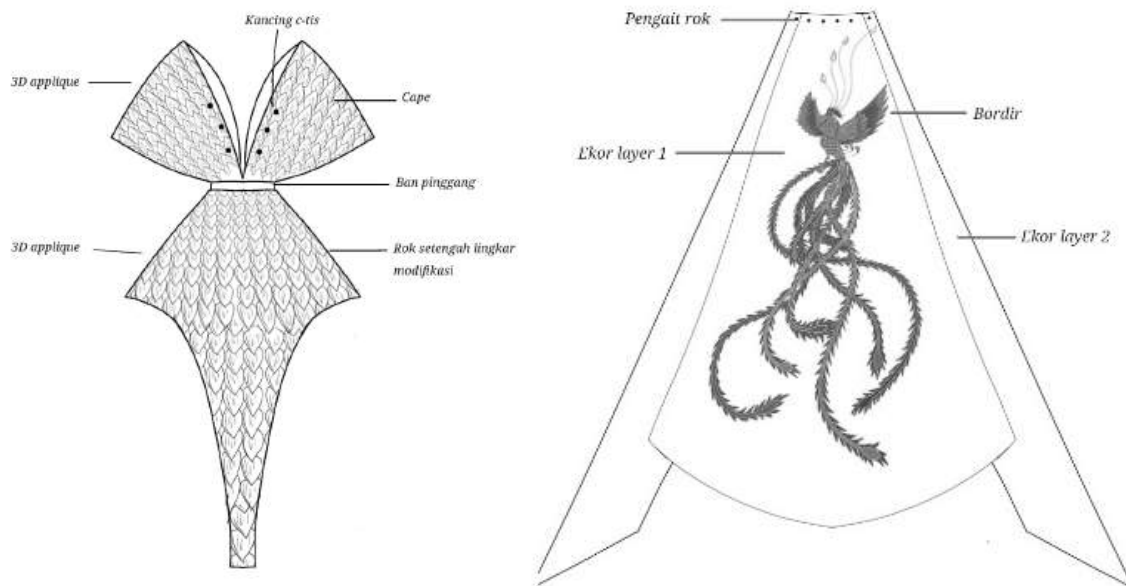 Kancing c-tis
3D applique
Cape
Ban pinggang
3D applique
Rok setengah lingkar
modifikasi
Pengait rok
Bordir
Ekor layer 1
Ekor layer 2